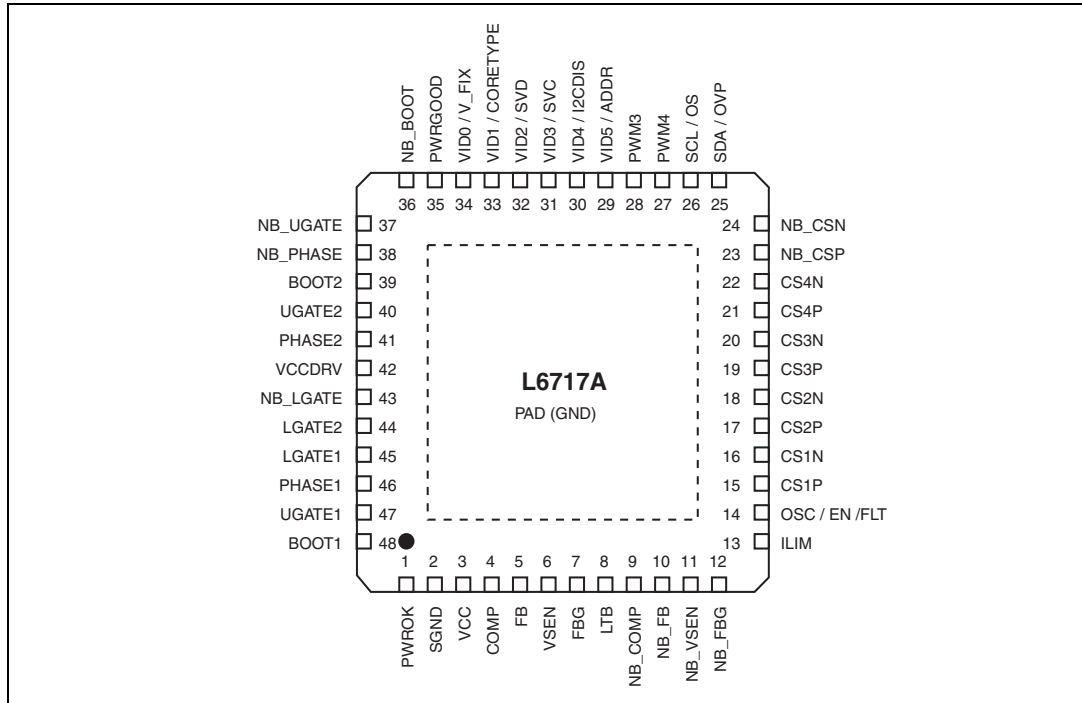 NB_BOOT
PWRGOOD
VID0 / V_FIX
VID1 / CORETYPE
VID2 / SVD
VID3 / SVC
VID4 / I2CDIS
VID5 / ADDR
PWM3
PWM4
SCL / OS
SDA / OVP
36 35 34 33 32 31 30 29 28 27 26 25
NB_UGATE 37
NB_PHASE 38
BOOT2 39
UGATE2 40
PHASE2 41
VCCDRV 42
NB_LGATE 43
LGATE2 44
LGATE1 45
PHASE1 46
UGATE1 47
BOOT1 48
L6717A
PAD (GND)
24 NB_CSN
23 NB_CSP
22 CS4N
21 CS4P
20 CS3N
19 CS3P
18 CS2N
17 CS2P
16 CS1N
15 CS1P
14 OSC / EN /FLT
13 ILIM
1 2 3 4 5 6 7 8 9 10 11 12
PWROK
SGND
VCC
COMP
FB
VSEN
FBG
LTB
NB_COMP
NB_FB
NB_VSEN
NB_FBG